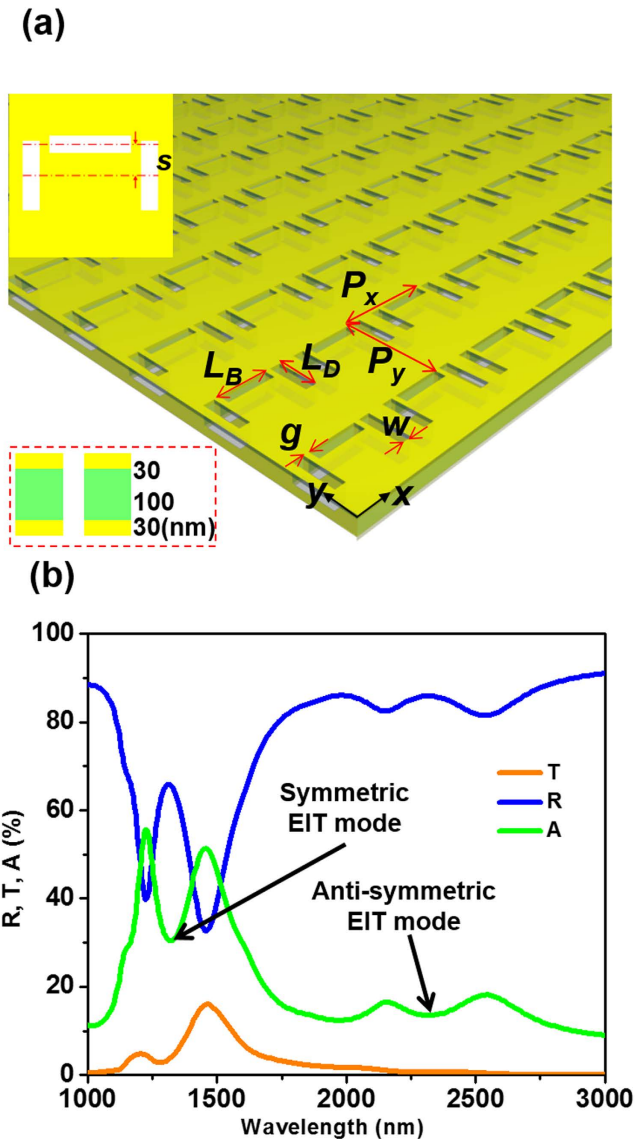 (a)
s
Px
LB
LD
Py
g
w
y
x
30
100
30(nm)
(b)
R, T, A (%)
100
80
60
40
20
0
T
R
A
Symmetric
EIT mode
Anti-symmetric
EIT mode
1000
1500
2000
2500
3000
Wavelength (nm)